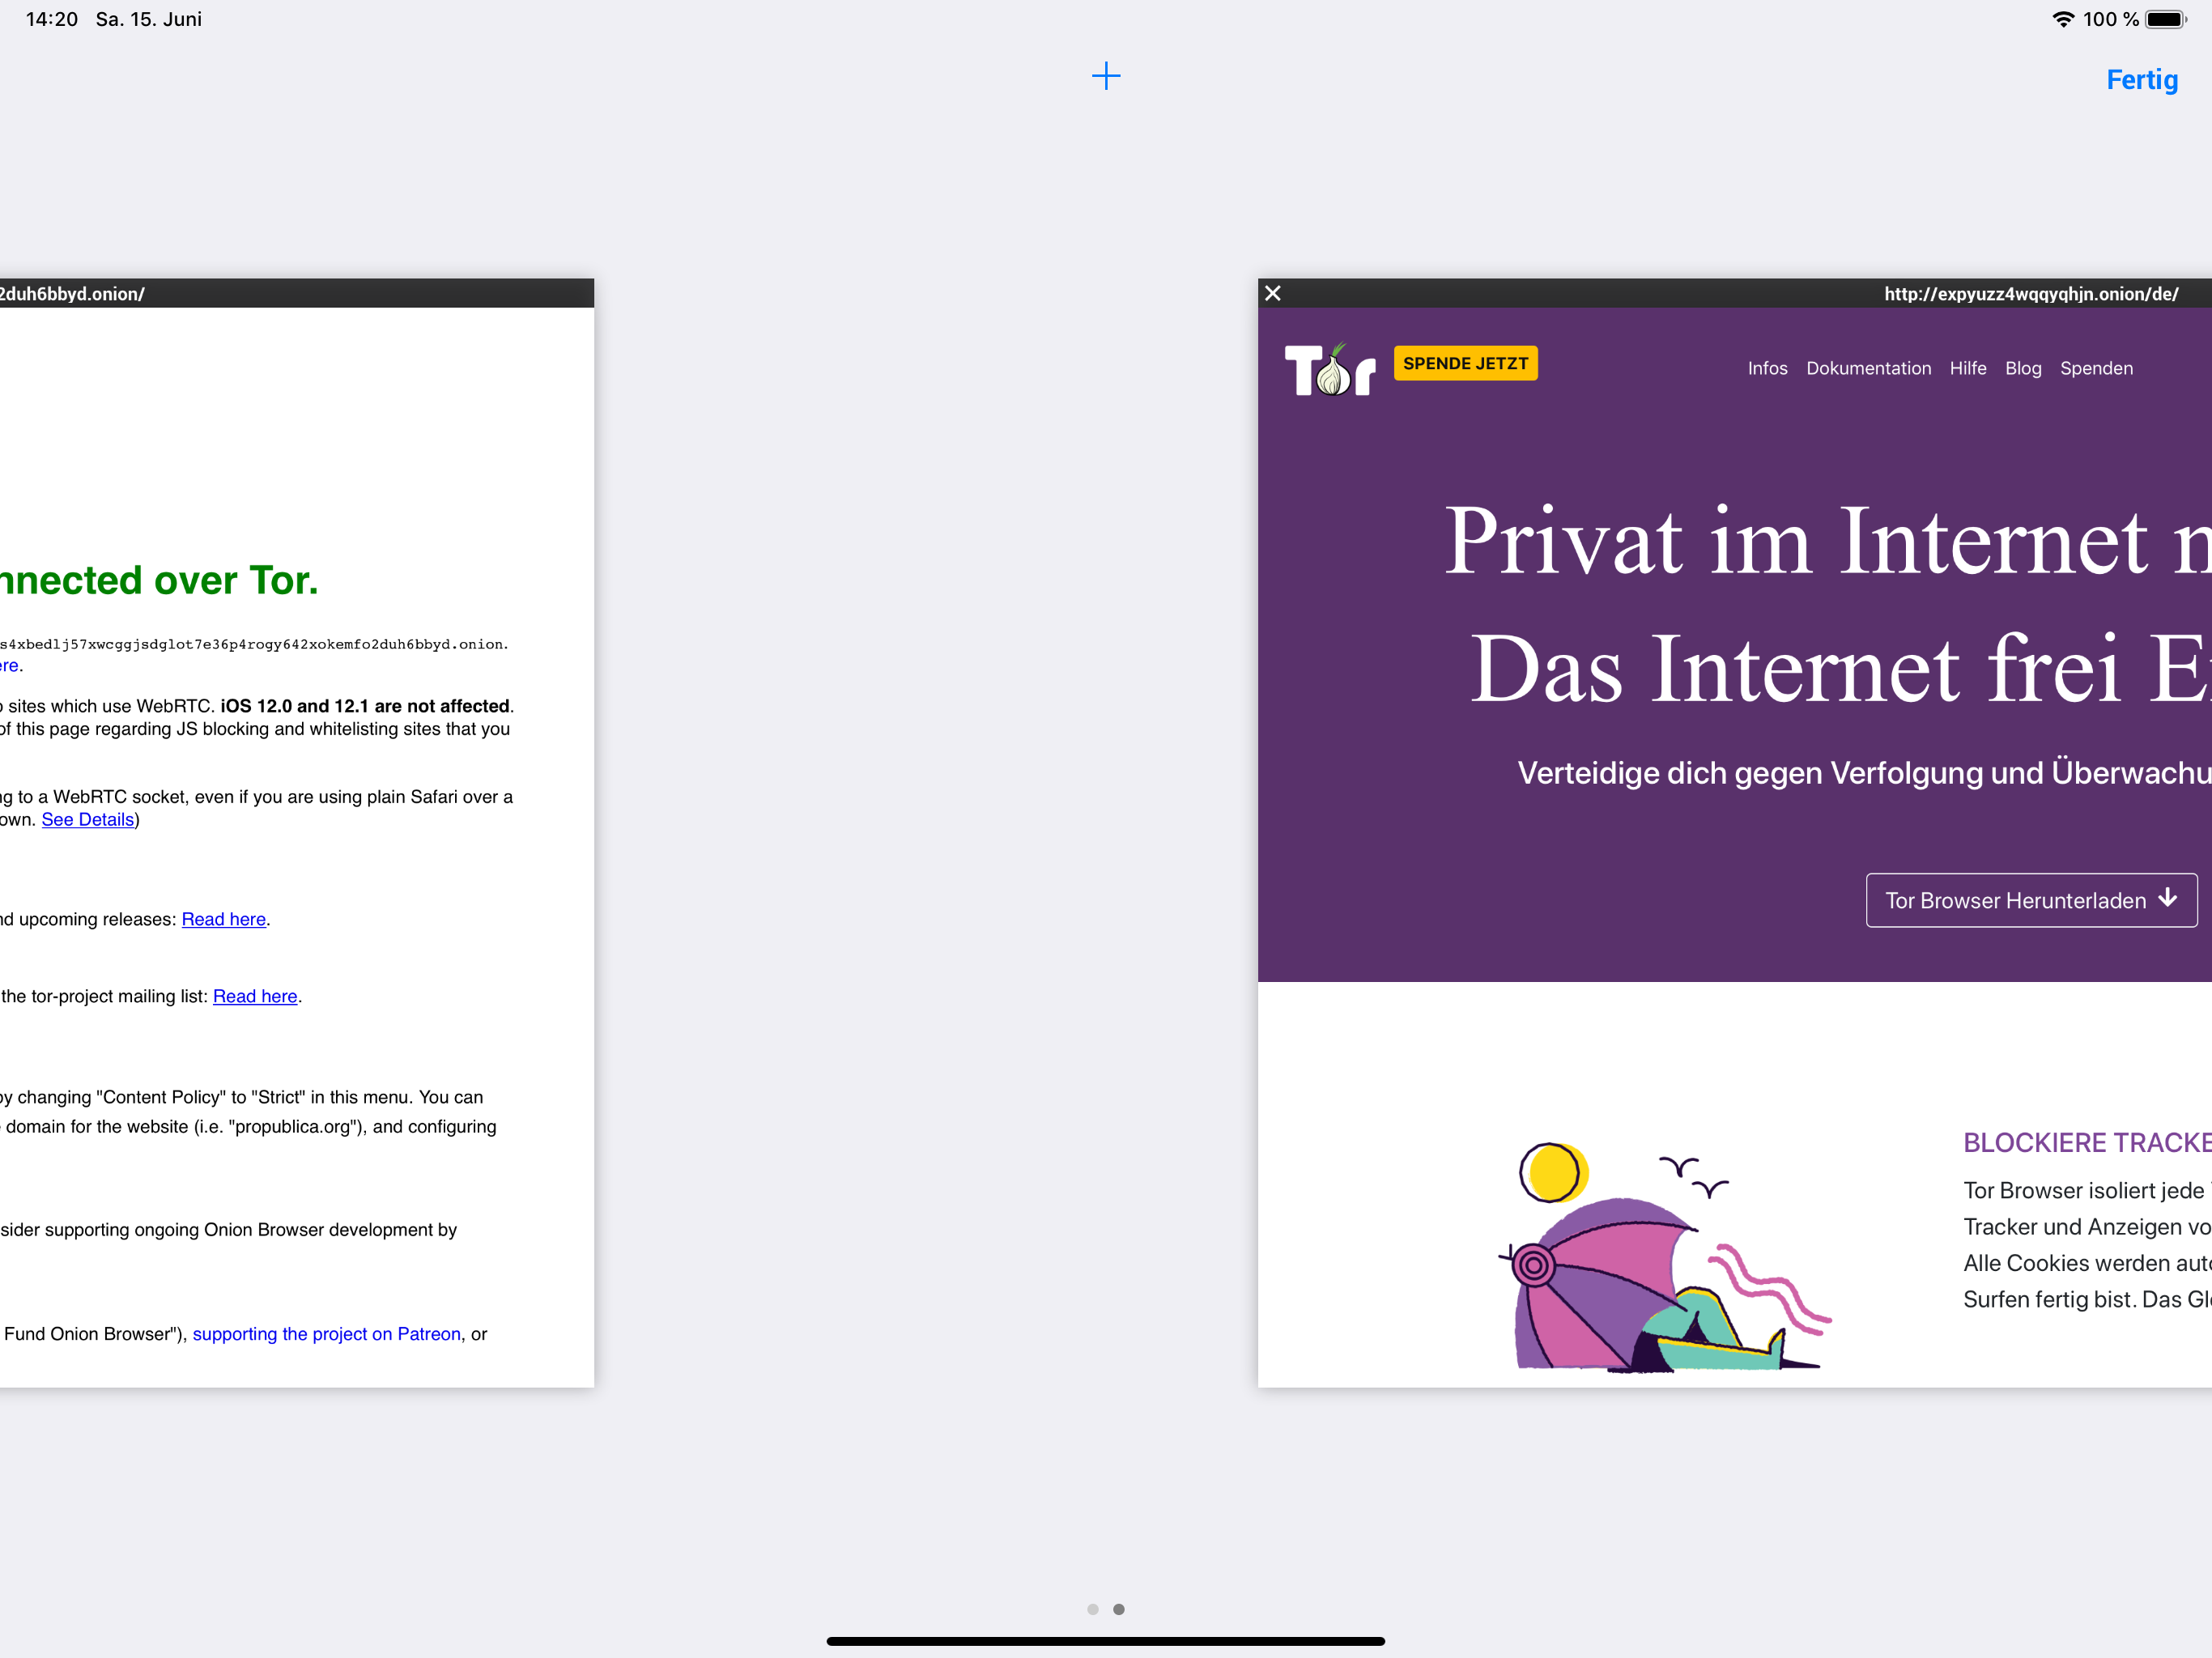 14:20 Sa. 15. Juni
100 %
Fertig
2duh6bbyd.onion/
nnected over Tor.
s4xbedlj57xwcggjsdglot7e36p4rogy642xokemfo2duh6bbyd.onion.
ere.
sites which use WebRTC. iOS 12.0 and 12.1 are not affected.
of this page regarding JS blocking and whitelisting sites that you
ng to a WebRTC socket, even if you are using plain Safari over a
own. See Details)
nd upcoming releases: Read here.
the tor-project mailing list: Read here.
by changing "Content Policy" to "Strict" in this menu. You can
domain for the website (i.e. "propublica.org"), and configuring
sider supporting ongoing Onion Browser development by
Fund Onion Browser"), supporting the project on Patreon, or
http://expyuzz4wqqyqhjn.onion/de/
Tor SPENDE JETZT Infos Dokumentation Hilfe Blog Spenden
Privat im Internet n
Das Internet frei E
Verteidige dich gegen Verfolgung und Überwachu
Tor Browser Herunterladen
BLOCKIERE TRACKE
Tor Browser isoliert jede
Tracker und Anzeigen vo
Alle Cookies werden auto
Surfen fertig bist. Das Gl